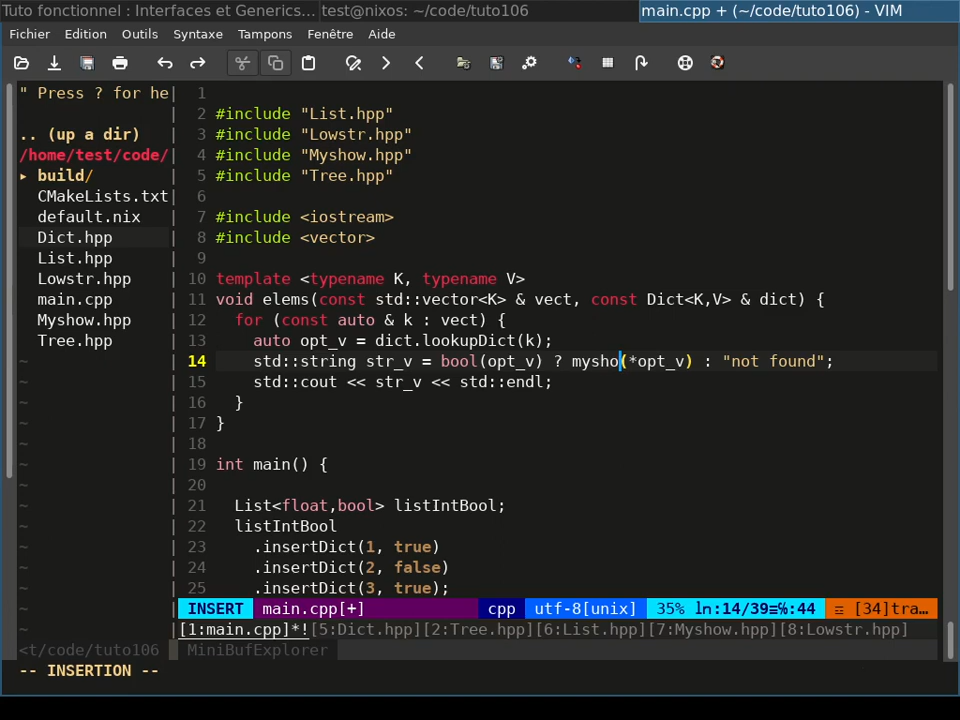 Tuto fonctionnel : Interfaces et Generics... test@nixos: ~/code/tuto106 main.cpp + (~/code/tuto106) - VIM
Fichier Edition Outils Syntaxe Tampons Fenêtre Aide
" Press ? for he
.. (up a dir)
/home/test/code/
▸ build/
CMakeLists.txt
default.nix
Dict.hpp
List.hpp
Lowstr.hpp
main.cpp
Myshow.hpp
Tree.hpp
<t/code/tuto106
1
2 #include "List.hpp"
3 #include "Lowstr.hpp"
4 #include "Myshow.hpp"
5 #include "Tree.hpp"
6
7 #include <iostream>
8 #include <vector>
9
10 template <typename K, typename V>
11 void elems(const std::vector<K> & vect, const Dict<K,V> & dict) {
12   for (const auto & k : vect) {
13     auto opt_v = dict.lookupDict(k);
14     std::string str_v = bool(opt_v) ? mysho(*opt_v) : "not found";
15     std::cout << str_v << std::endl;
16   }
17 }
18
19 int main() {
20
21   List<float,bool> listIntBool;
22   listIntBool
23     .insertDict(1, true)
24     .insertDict(2, false)
25     .insertDict(3, true);
INSERT main.cpp[+] cpp utf-8[unix] 35% ln:14/39≡℅:44 ☲ [34]tra…
[1:main.cpp]*![5:Dict.hpp][2:Tree.hpp][6:List.hpp][7:Myshow.hpp][8:Lowstr.hpp]
MiniBufExplorer
-- INSERTION --